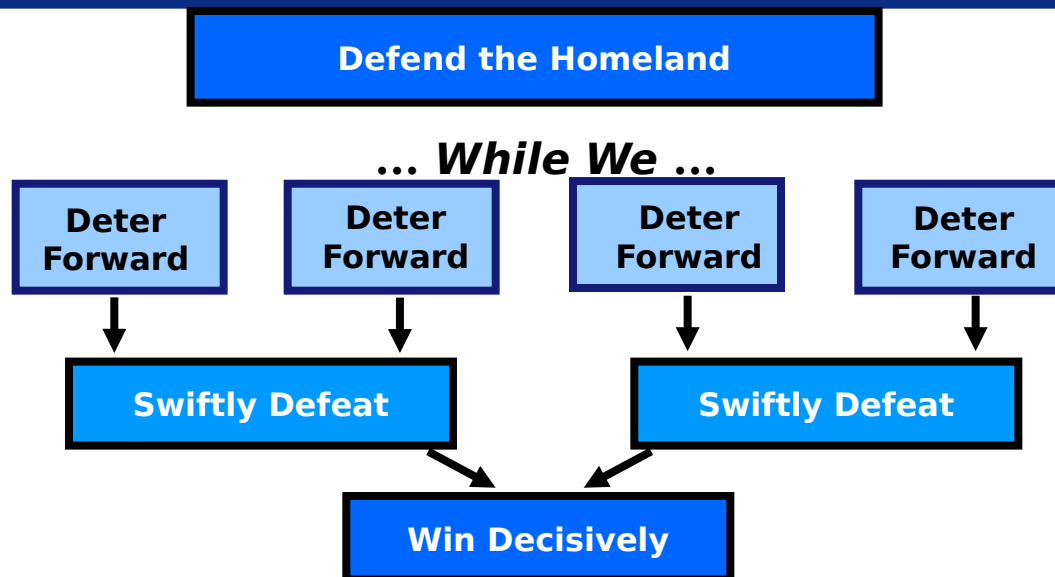 Defend the Homeland
... While We ...
Deter
Forward
Deter
Forward
Deter
Forward
Deter
Forward
Swiftly Defeat
Swiftly Defeat
Win Decisively